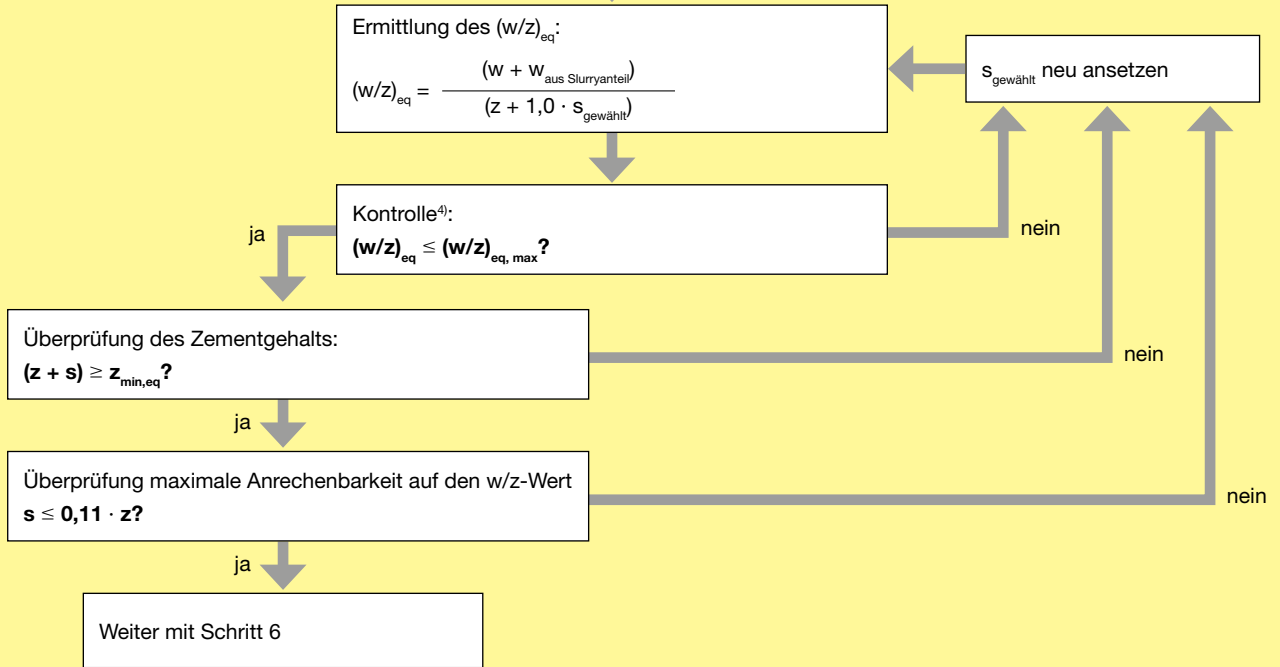 Ermittlung des (w/z)eq:
(w/z)eq = (w + waus Slurryanteil) / (z + 1,0 · sgewählt)
sgewählt neu ansetzen
Kontrolle4):
(w/z)eq ≤ (w/z)eq, max?
ja
nein
Überprüfung des Zementgehalts:
(z + s) ≥ zmin,eq?
nein
ja
Überprüfung maximale Anrechenbarkeit auf den w/z-Wert
s ≤ 0,11 · z?
nein
ja
Weiter mit Schritt 6